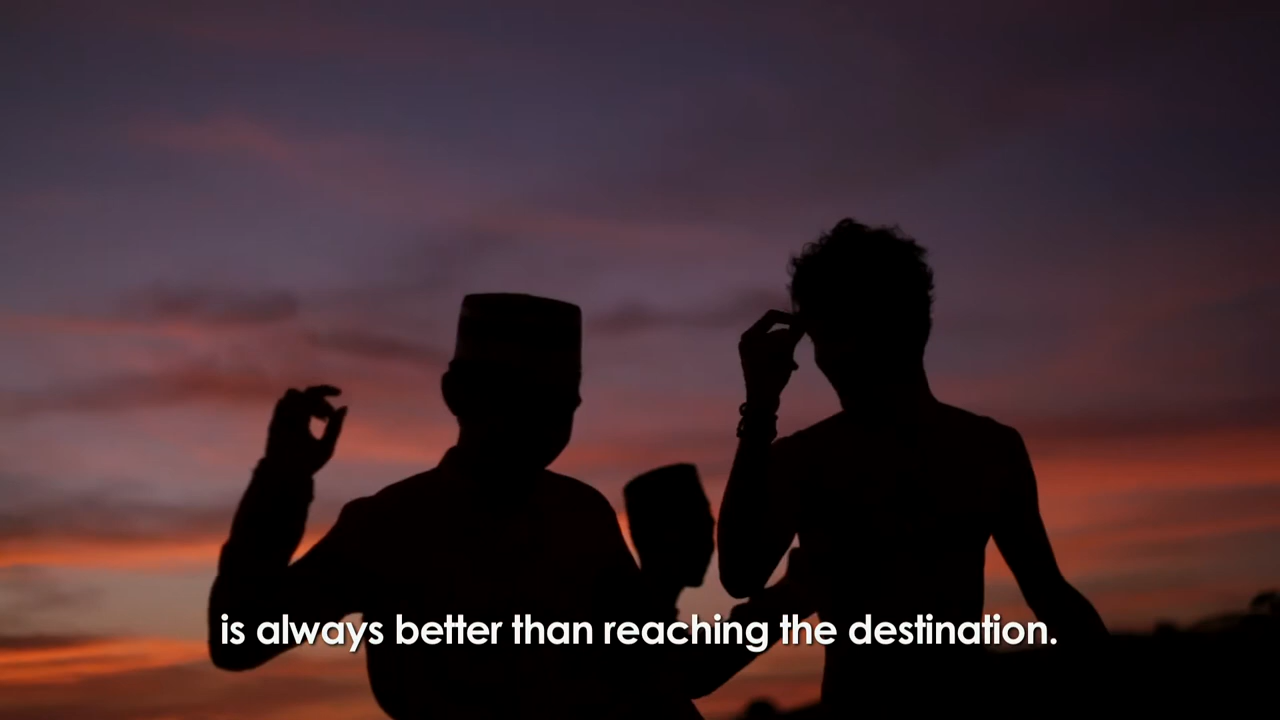 is always better than reaching the destination.